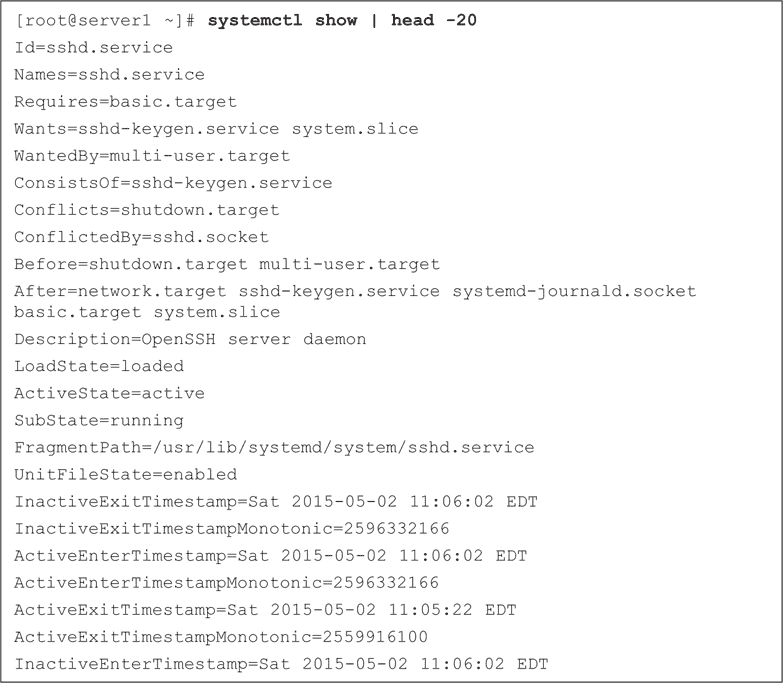 [root@server1 ~]# systemctl show | head -20
Id=sshd.service
Names=sshd.service
Requires=basic.target
Wants=sshd-keygen.service system.slice
WantedBy=multi-user.target
ConsistsOf=sshd-keygen.service
Conflicts=shutdown.target
ConflictedBy=sshd.socket
Before=shutdown.target multi-user.target
After=network.target sshd-keygen.service systemd-journald.socket
basic.target system.slice
Description=OpenSSH server daemon
LoadState=loaded
ActiveState=active
SubState=running
FragmentPath=/usr/lib/systemd/system/sshd.service
UnitFileState=enabled
InactiveExitTimestamp=Sat 2015-05-02 11:06:02 EDT
InactiveExitTimestampMonotonic=2596332166
ActiveEnterTimestamp=Sat 2015-05-02 11:06:02 EDT
ActiveEnterTimestampMonotonic=2596332166
ActiveExitTimestamp=Sat 2015-05-02 11:05:22 EDT
ActiveExitTimestampMonotonic=2559916100
InactiveEnterTimestamp=Sat 2015-05-02 11:06:02 EDT